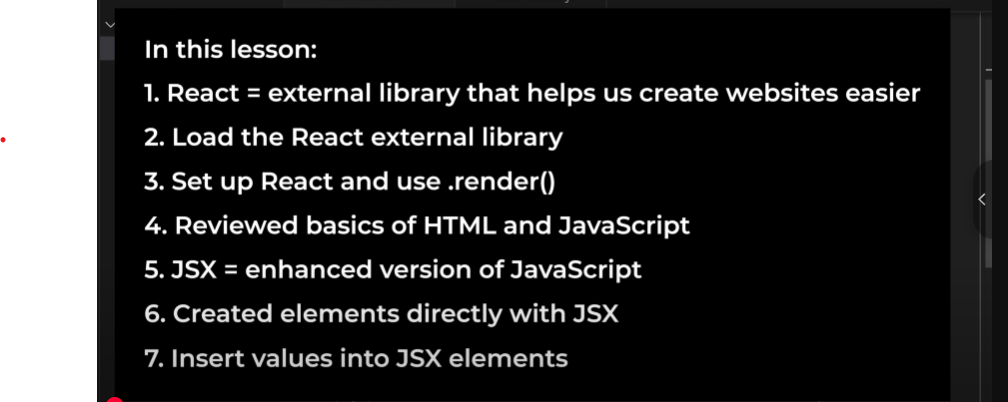 In this lesson:
1. React = external library that helps us create websites easier
2. Load the React external library
3. Set up React and use .render()
4. Reviewed basics of HTML and JavaScript
5. JSX = enhanced version of JavaScript
6. Created elements directly with JSX
7. Insert values into JSX elements